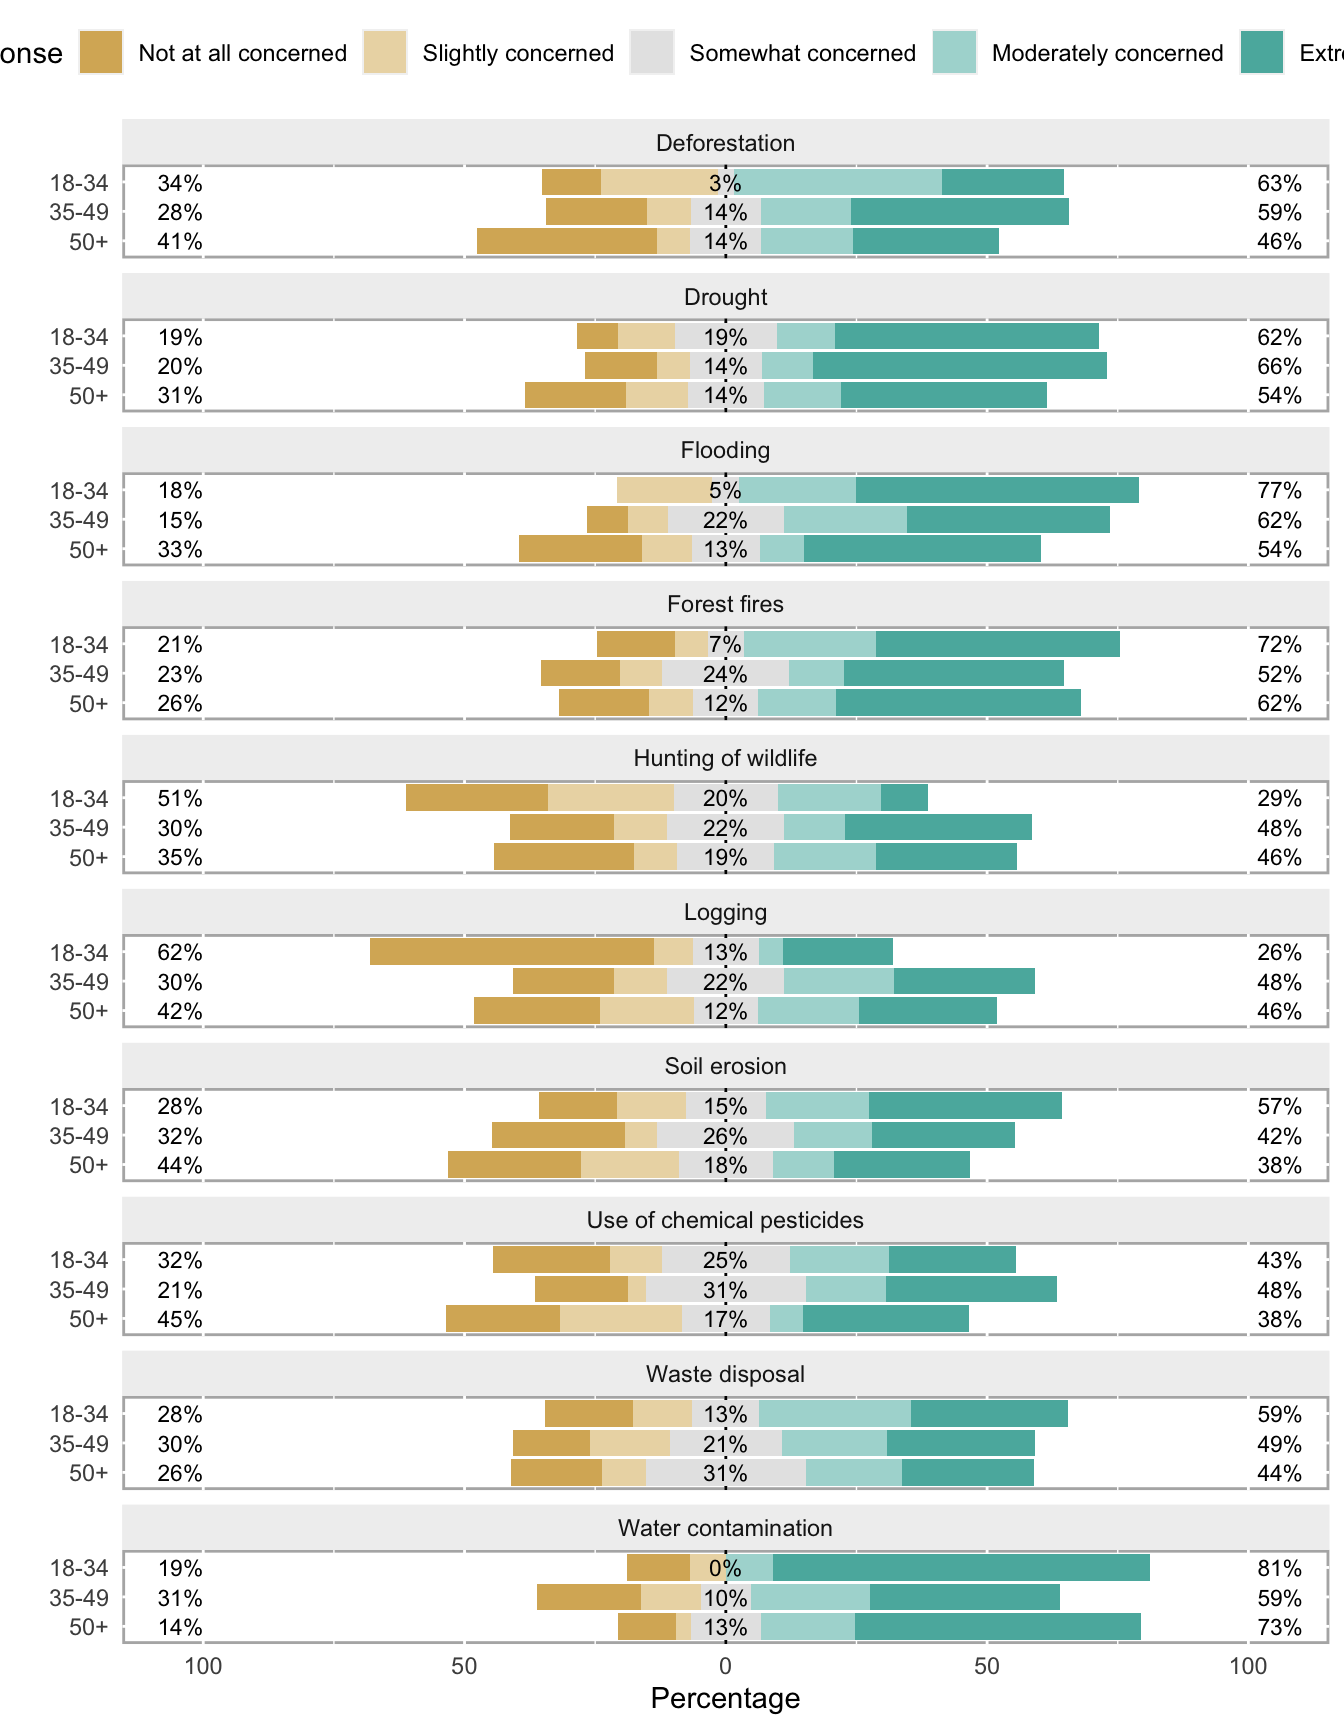 onse Not at all concerned Slightly concerned Somewhat concerned Moderately concerned Extr
Deforestation
18-34 34% 3% 63%
35-49 28% 14% 59%
50+ 41% 14% 46%
Drought
18-34 19% 19% 62%
35-49 20% 14% 66%
50+ 31% 14% 54%
Flooding
18-34 18% 5% 77%
35-49 15% 22% 62%
50+ 33% 13% 54%
Forest fires
18-34 21% 7% 72%
35-49 23% 24% 52%
50+ 26% 12% 62%
Hunting of wildlife
18-34 51% 20% 29%
35-49 30% 22% 48%
50+ 35% 19% 46%
Logging
18-34 62% 13% 26%
35-49 30% 22% 48%
50+ 42% 12% 46%
Soil erosion
18-34 28% 15% 57%
35-49 32% 26% 42%
50+ 44% 18% 38%
Use of chemical pesticides
18-34 32% 25% 43%
35-49 21% 31% 48%
50+ 45% 17% 38%
Waste disposal
18-34 28% 13% 59%
35-49 30% 21% 49%
50+ 26% 31% 44%
Water contamination
18-34 19% 0% 81%
35-49 31% 10% 59%
50+ 14% 13% 73%
100 50 0 50 100
Percentage